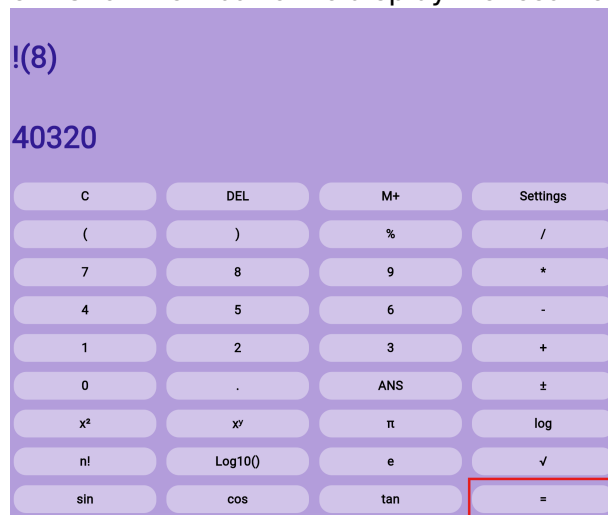 !(8)
40320
C DEL M+ Settings
( ) % /
7 8 9 *
4 5 6 -
1 2 3 +
0 . ANS ±
x² xʸ π log
n! Log10() e √
sin cos tan =